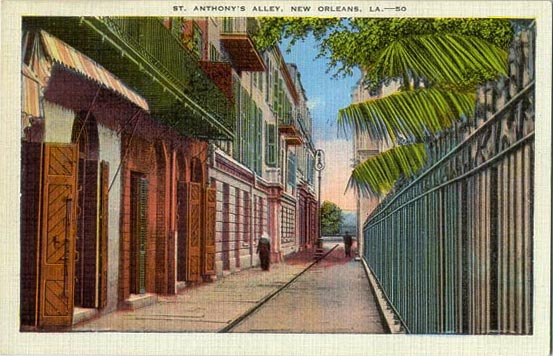 ST. ANTHONY'S ALLEY, NEW ORLEANS, LA.—50